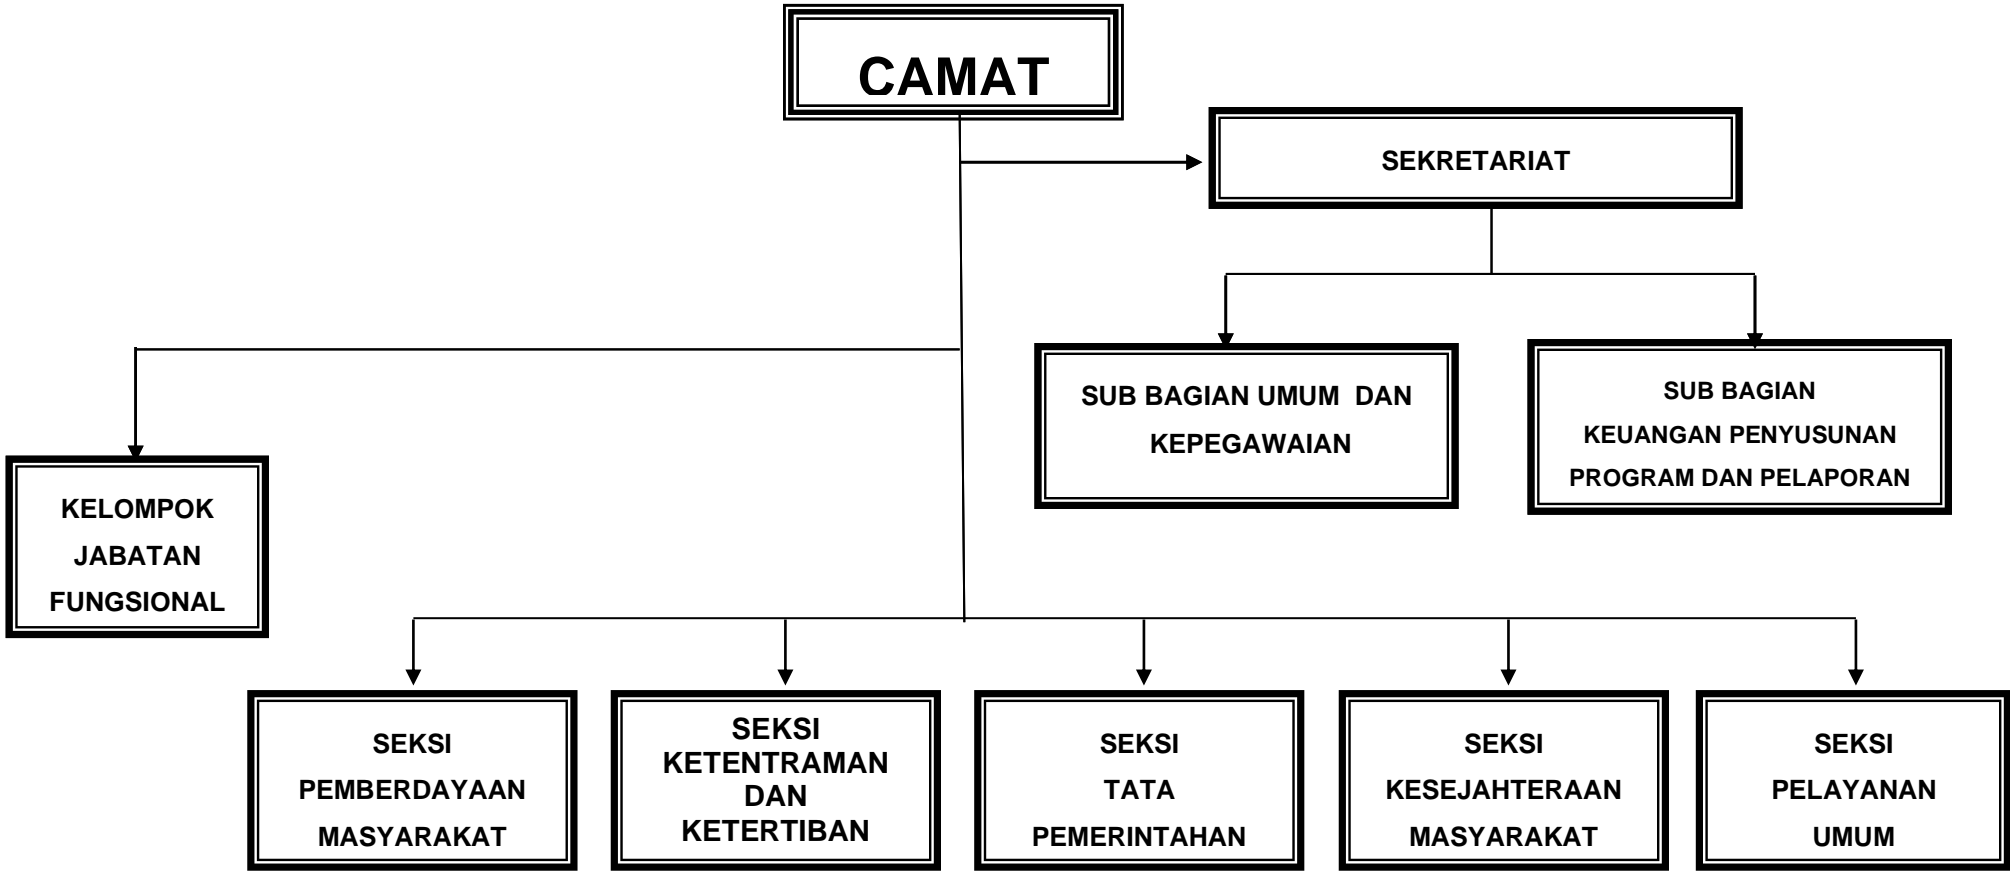 CAMAT
SEKRETARIAT
SUB BAGIAN UMUM DAN
KEPEGAWAIAN
SUB BAGIAN
KEUANGAN PENYUSUNAN
PROGRAM DAN PELAPORAN
KELOMPOK
JABATAN
FUNGSIONAL
SEKSI
PEMBERDAYAAN
MASYARAKAT
SEKSI
KETENTRAMAN
DAN
KETERTIBAN
SEKSI
TATA
PEMERINTAHAN
SEKSI
KESEJAHTERAAN
MASYARAKAT
SEKSI
PELAYANAN
UMUM